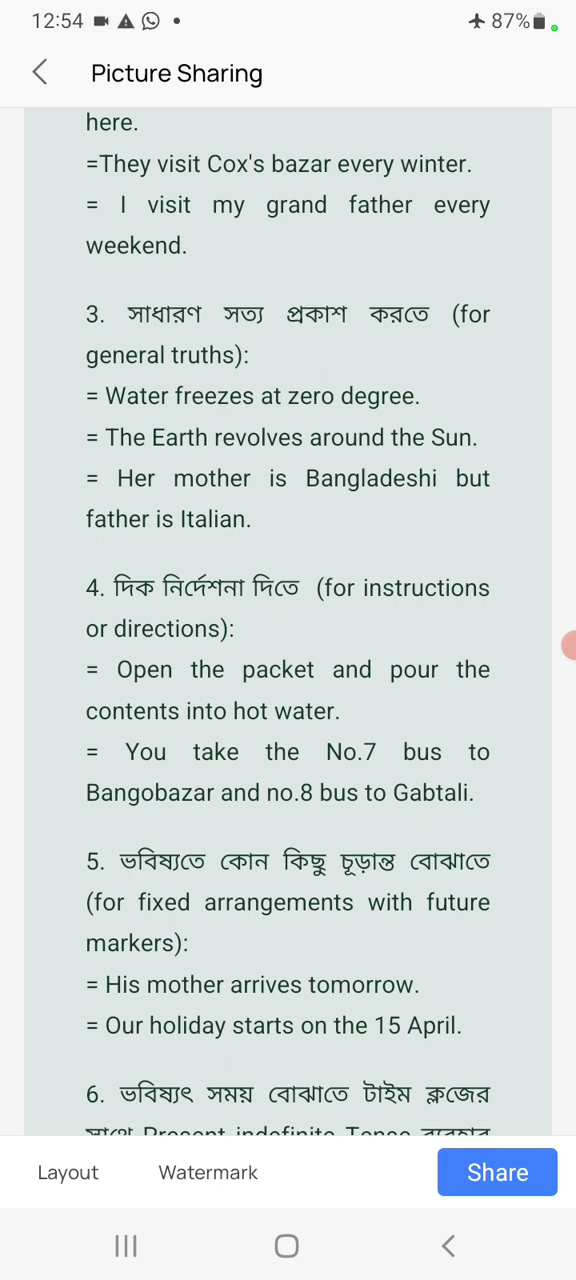 12:54
87%
Picture Sharing
here.
=They visit Cox's bazar every winter.
= I visit my grand father every
weekend.
3. সাধারণ সত্য প্রকাশ করতে (for
general truths):
= Water freezes at zero degree.
= The Earth revolves around the Sun.
= Her mother is Bangladeshi but
father is Italian.
4. দিক নির্দেশনা দিতে (for instructions
or directions):
= Open the packet and pour the
contents into hot water.
= You take the No.7 bus to
Bangobazar and no.8 bus to Gabtali.
5. ভবিষ্যতে কোন কিছু চূড়ান্ত বোঝাতে
(for fixed arrangements with future
markers):
= His mother arrives tomorrow.
= Our holiday starts on the 15 April.
6. ভবিষ্যৎ সময় বোঝাতে টাইম ক্লজের
সাথে Present indefinite Tense ব্যবহার
Layout
Watermark
Share